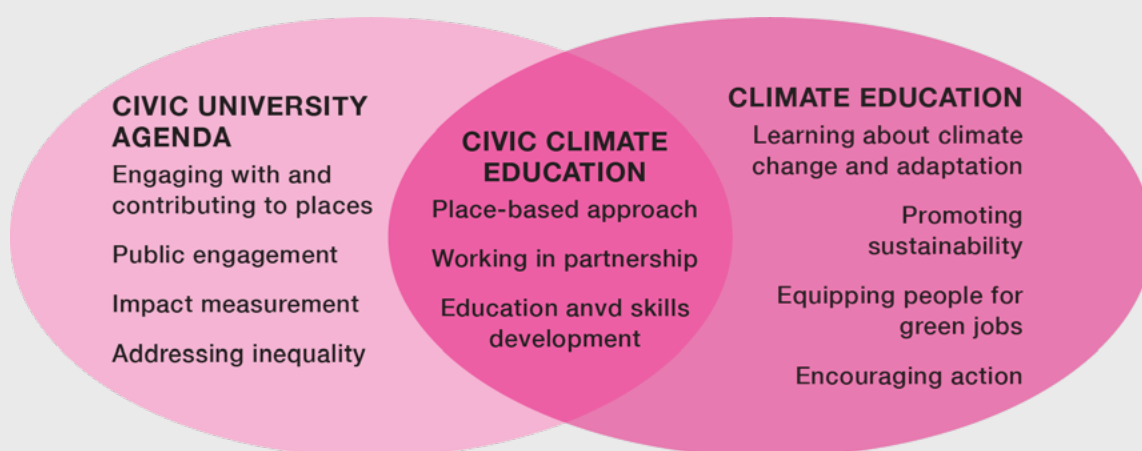 CIVIC UNIVERSITY
AGENDA
Engaging with and
contributing to places
Public engagement
Impact measurement
Addressing inequality
CIVIC CLIMATE
EDUCATION
Place-based approach
Working in partnership
Education anvd skills
development
CLIMATE EDUCATION
Learning about climate
change and adaptation
Promoting
sustainability
Equipping people for
green jobs
Encouraging action